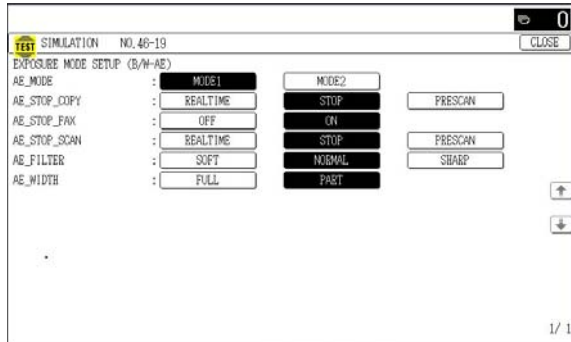 0
TEST SIMULATION NO.46-19 CLOSE
EXPOSURE MODE SETUP (B/W-AE)
AE_MODE : MODE1 MODE2
AE_STOP_COPY : REALTIME STOP PRESCAN
AE_STOP_FAX : OFF ON
AE_STOP_SCAN : REALTIME STOP PRESCAN
AE_FILTER : SOFT NORMAL SHARP
AE_WIDTH : FULL PART
1/ 1